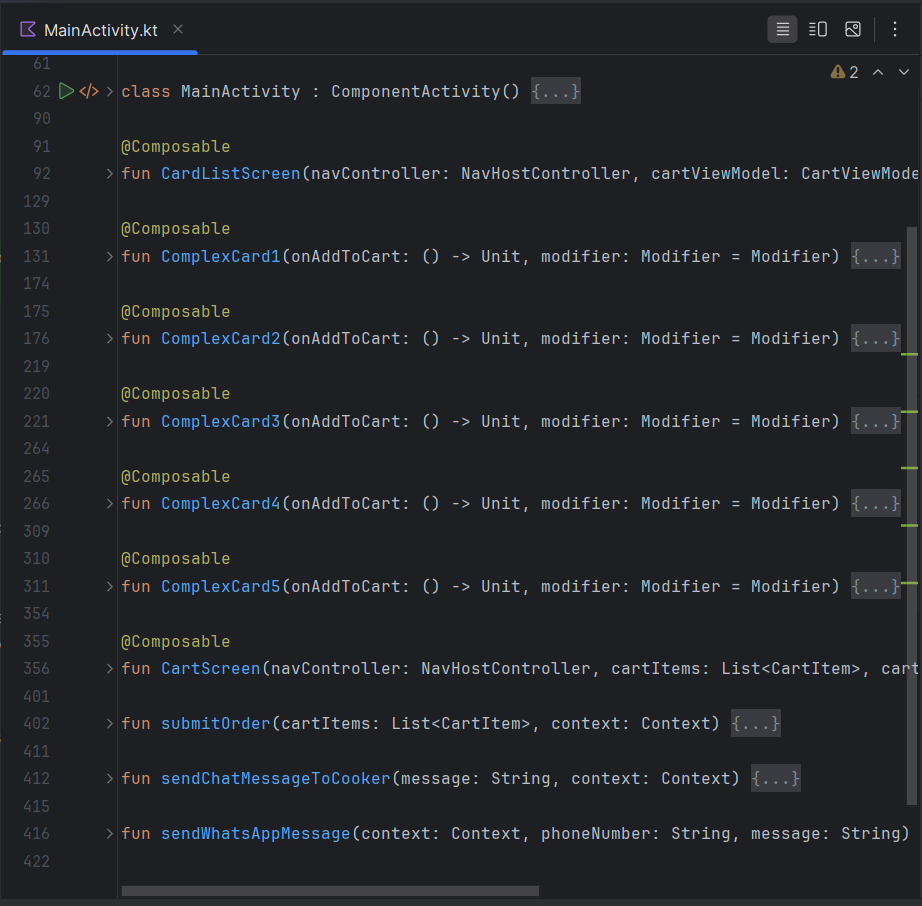 MainActivity.kt
61
2
62 class MainActivity : ComponentActivity() {...}
90
91 @Composable
92 fun CardListScreen(navController: NavHostController, cartViewModel: CartViewMode
129
130 @Composable
131 fun ComplexCard1(onAddToCart: () -> Unit, modifier: Modifier = Modifier) {...}
174
175 @Composable
176 fun ComplexCard2(onAddToCart: () -> Unit, modifier: Modifier = Modifier) {...}
219
220 @Composable
221 fun ComplexCard3(onAddToCart: () -> Unit, modifier: Modifier = Modifier) {...}
264
265 @Composable
266 fun ComplexCard4(onAddToCart: () -> Unit, modifier: Modifier = Modifier) {...}
309
310 @Composable
311 fun ComplexCard5(onAddToCart: () -> Unit, modifier: Modifier = Modifier) {...}
354
355 @Composable
356 fun CartScreen(navController: NavHostController, cartItems: List<CartItem>, cart
401
402 fun submitOrder(cartItems: List<CartItem>, context: Context) {...}
411
412 fun sendChatMessageToCooker(message: String, context: Context) {...}
415
416 fun sendWhatsAppMessage(context: Context, phoneNumber: String, message: String)
422